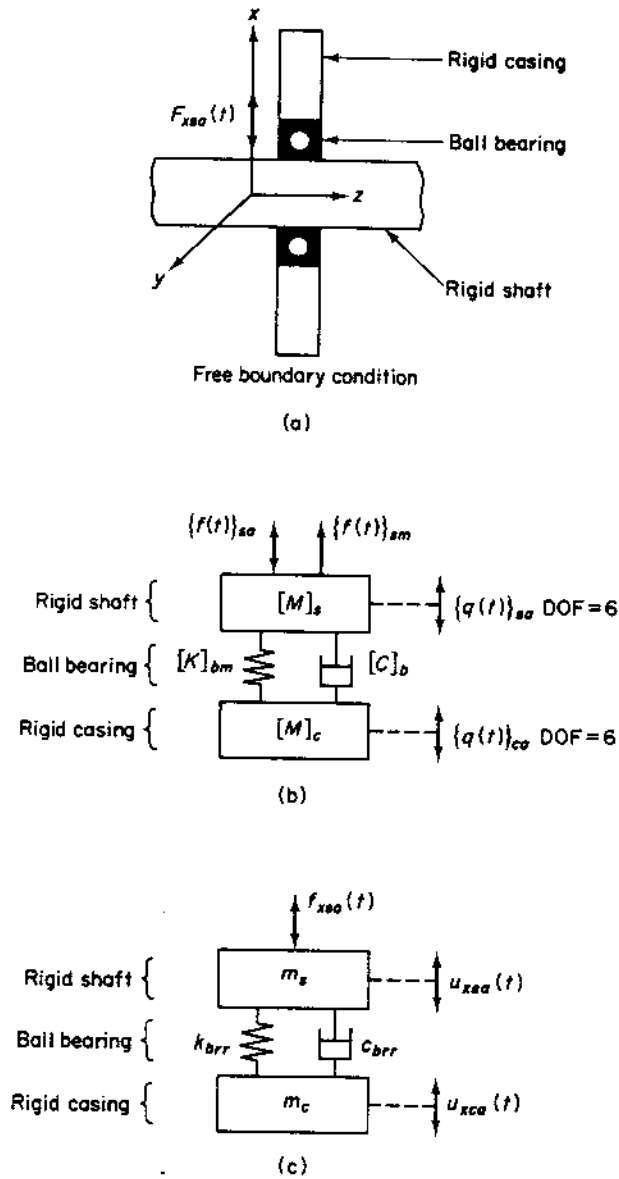 x
Rigid casing
F_xsa(t)
Ball bearing
z
y
Rigid shaft
Free boundary condition
(a)
{f(t)}_sa {f(t)}_sm
Rigid shaft { [M]_s {q(t)}_sa DOF = 6
Ball bearing { [K]_bm [C]_b
Rigid casing { [M]_c {q(t)}_ca DOF = 6
(b)
f_xsa(t)
Rigid shaft { m_s u_xsa(t)
Ball bearing { k_brr c_brr
Rigid casing { m_c u_xca(t)
(c)